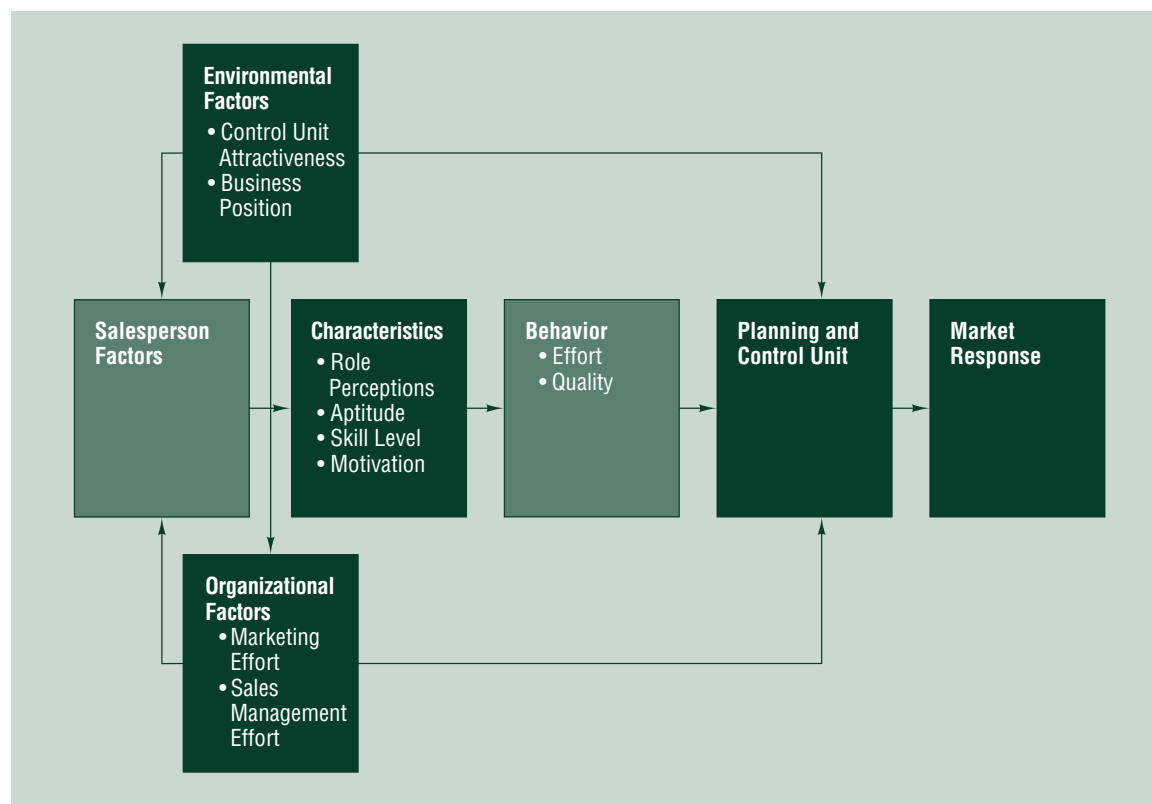 Environmental
Factors
• Control Unit
Attractiveness
• Business
Position
Salesperson
Factors
Characteristics
• Role
Perceptions
• Aptitude
• Skill Level
• Motivation
Behavior
• Effort
• Quality
Planning and
Control Unit
Market
Response
Organizational
Factors
• Marketing
Effort
• Sales
Management
Effort